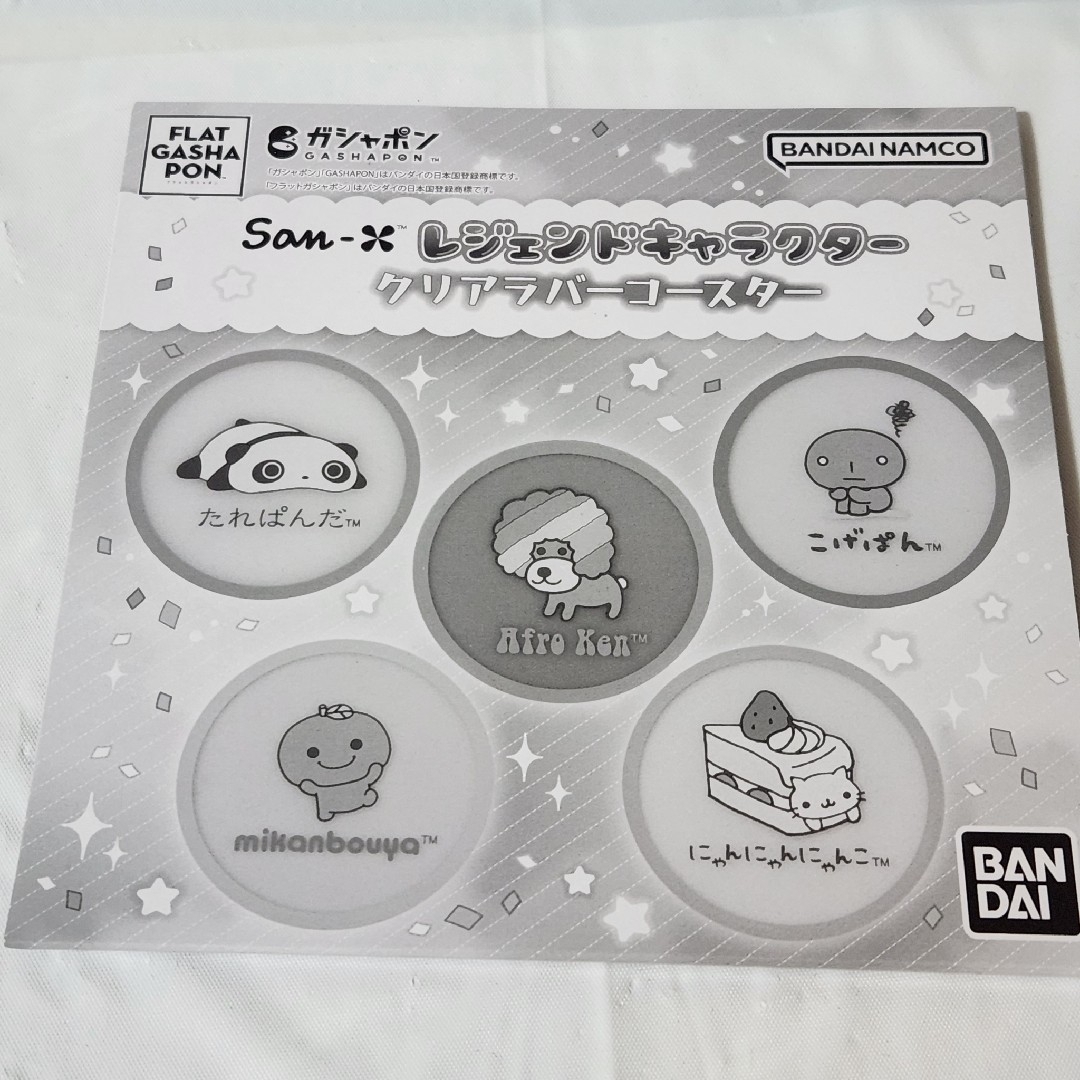 FLAT
GASHA
PON™
ガシャポン
GASHAPON™
「ガシャポン」「GASHAPON」はバンダイの日本国登録商標です。
「フラットガシャポン」はバンダイの日本国登録商標です。
BANDAI NAMCO
San-X™ レジェンドキャラクター
クリアラバーコースター
たれぱんだ™
こげぱん™
Afro Ken™
mikanbouya™
にゃんにゃんにゃんこ™
BAN
DAI